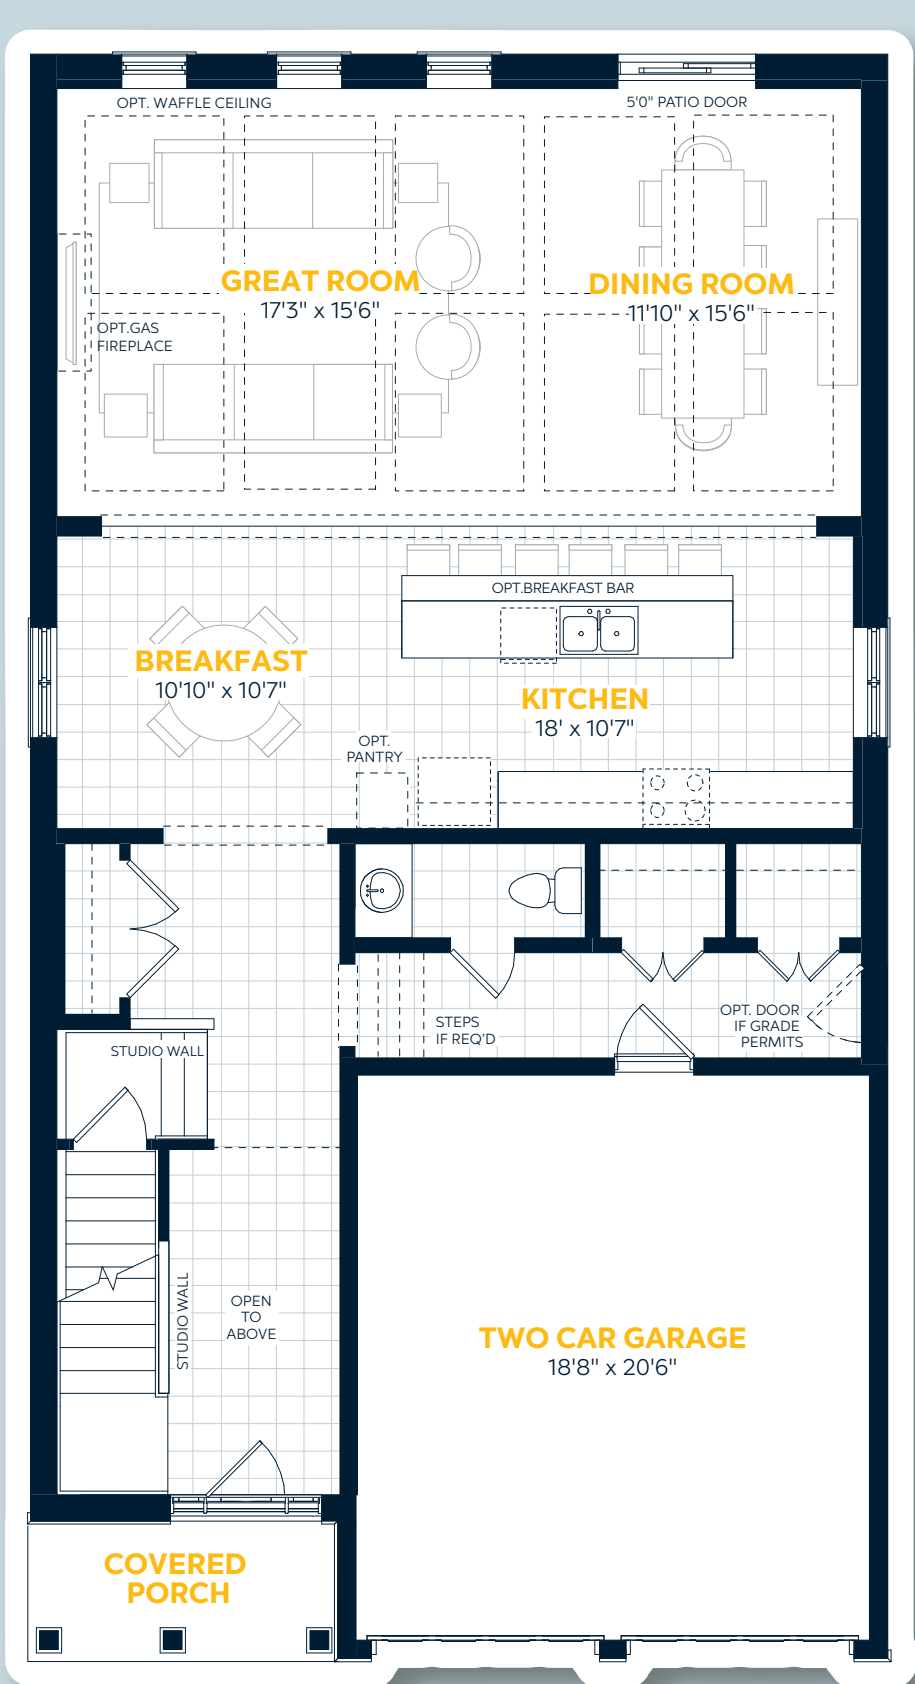 OPT. WAFFLE CEILING
5'0" PATIO DOOR
GREAT ROOM
17'3" x 15'6"
DINING ROOM
11'10" x 15'6"
OPT.GAS
FIREPLACE
OPT.BREAKFAST BAR
BREAKFAST
10'10" x 10'7"
KITCHEN
18' x 10'7"
OPT.
PANTRY
STEPS
IF REQ'D
OPT. DOOR
IF GRADE
PERMITS
STUDIO WALL
STUDIO WALL
OPEN
TO
ABOVE
TWO CAR GARAGE
18'8" x 20'6"
COVERED
PORCH